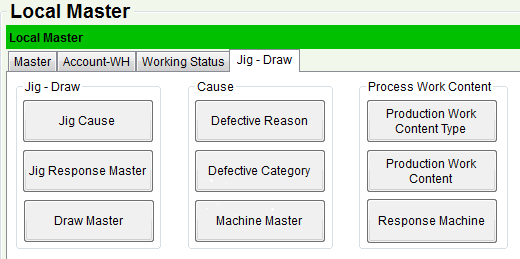 Local Master
Local Master
Master Account-WH Working Status Jig - Draw
Jig - Draw
Jig Cause
Jig Response Master
Draw Master
Cause
Defective Reason
Defective Category
Machine Master
Process Work Content
Production Work
Content Type
Production Work
Content
Response Machine